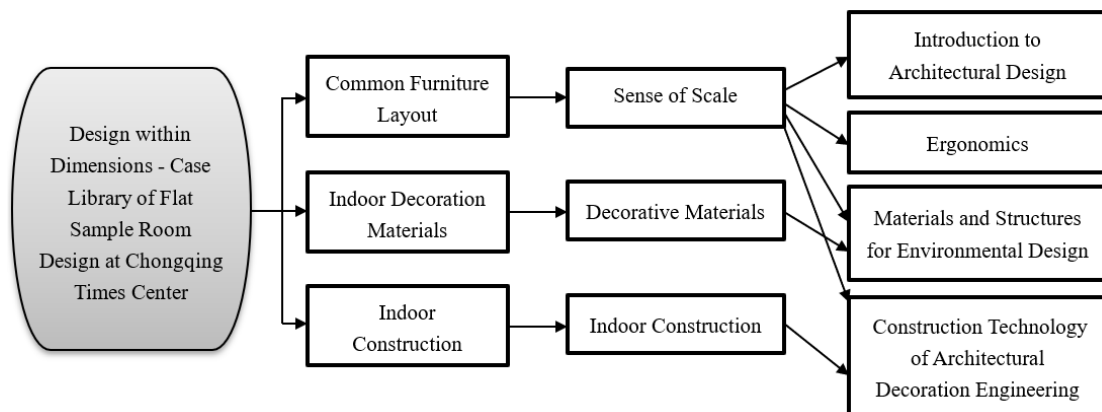 Design within
Dimensions - Case
Library of Flat
Sample Room
Design at Chongqing
Times Center
Common Furniture
Layout
Indoor Decoration
Materials
Indoor
Construction
Sense of Scale
Decorative Materials
Indoor Construction
Introduction to
Architectural Design
Ergonomics
Materials and Structures
for Environmental Design
Construction Technology
of Architectural
Decoration Engineering